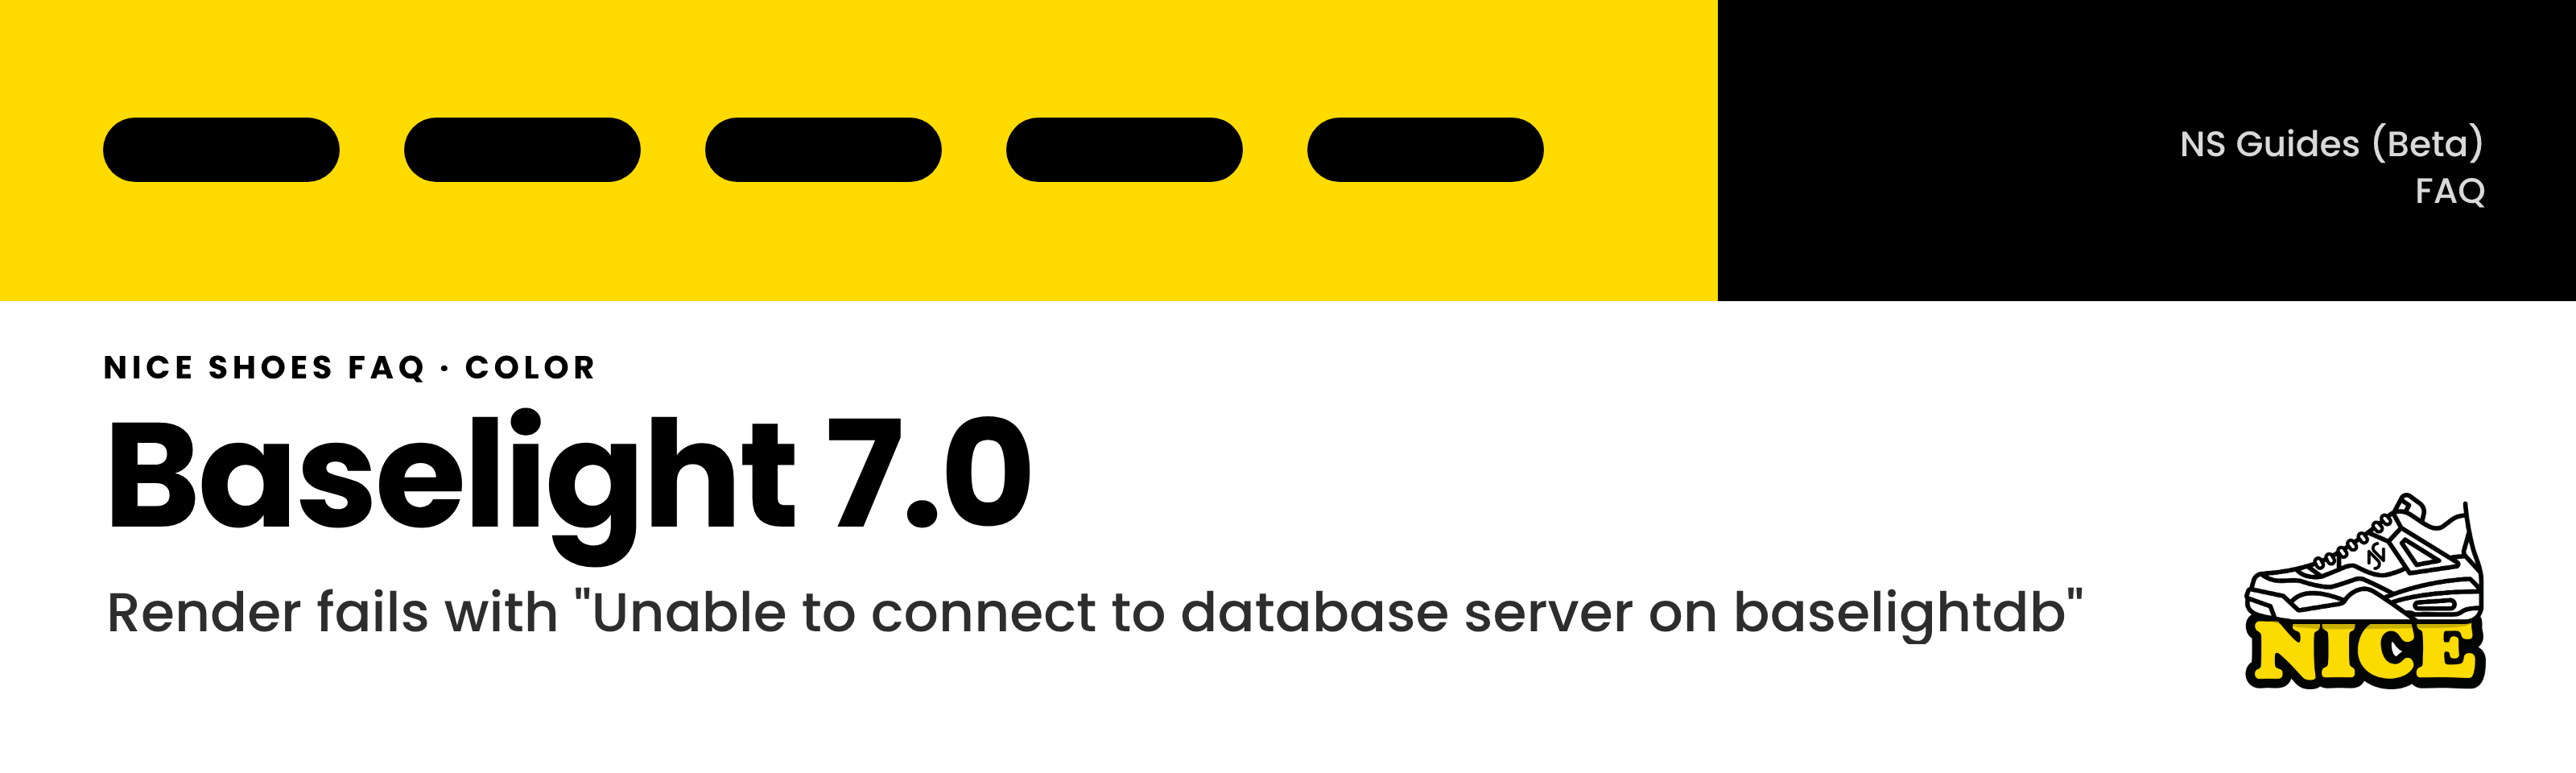 NS Guides (Beta)
FAQ
NICE SHOES FAQ · COLOR
Baselight 7.0
Render fails with "Unable to connect to database server on baselightdb"
NS
NICE